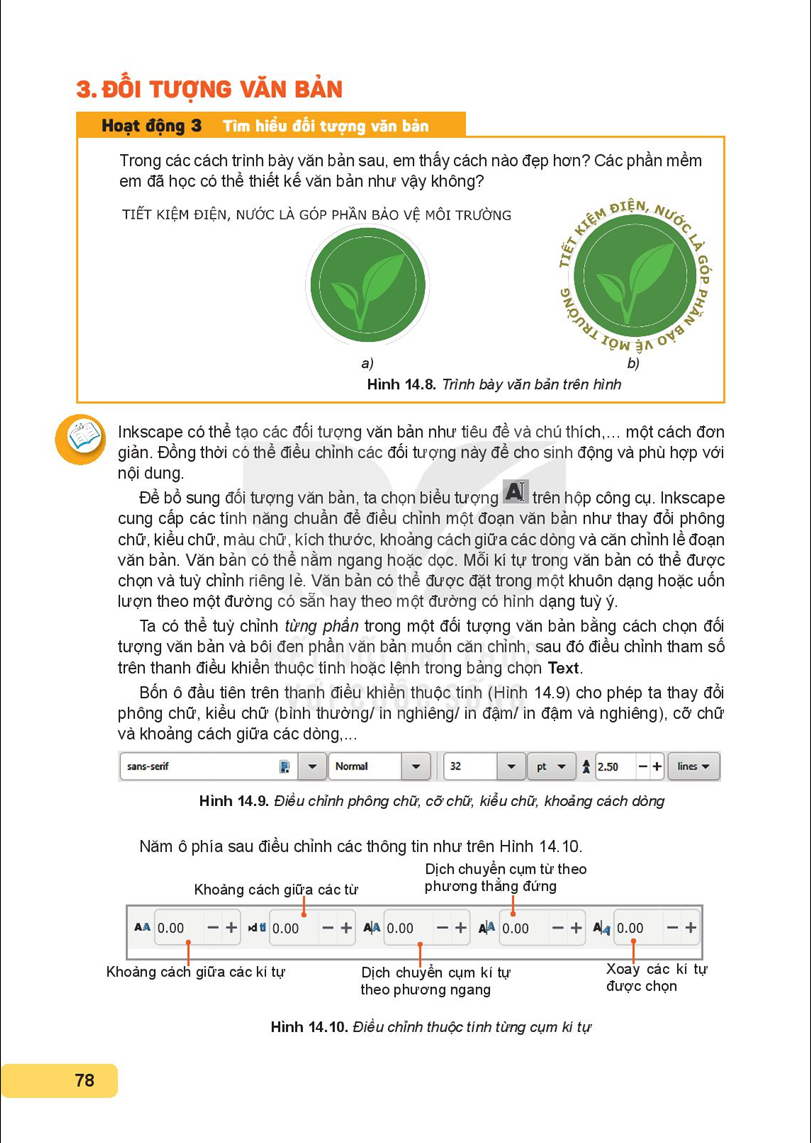 3. ĐỐI TƯỢNG VĂN BẢN
Hoạt động 3 Tìm hiểu đối tượng văn bản
Trong các cách trình bày văn bản sau, em thấy cách nào đẹp hơn? Các phần mềm
em đã học có thể thiết kế văn bản như vậy không?
TIẾT KIỆM ĐIỆN, NƯỚC LÀ GÓP PHẦN BẢO VỆ MÔI TRƯỜNG
TIẾT KIỆM ĐIỆN, NƯỚC LÀ GÓP PHẦN BẢO VỆ MÔI TRƯỜNG
a) b)
Hình 14.8. Trình bày văn bản trên hình
Inkscape có thể tạo các đối tượng văn bản như tiêu đề và chú thích,... một cách đơn
giản. Đồng thời có thể điều chỉnh các đối tượng này để cho sinh động và phù hợp với
nội dung.
Để bổ sung đối tượng văn bản, ta chọn biểu tượng A trên hộp công cụ. Inkscape
cung cấp các tính năng chuẩn để điều chỉnh một đoạn văn bản như thay đổi phông
chữ, kiểu chữ, màu chữ, kích thước, khoảng cách giữa các dòng và căn chỉnh lề đoạn
văn bản. Văn bản có thể nằm ngang hoặc dọc. Mỗi kí tự trong văn bản có thể được
chọn và tuỳ chỉnh riêng lẻ. Văn bản có thể được đặt trong một khuôn dạng hoặc uốn
lượn theo một đường có sẵn hay theo một đường có hình dạng tuỳ ý.
Ta có thể tuỳ chỉnh từng phần trong một đối tượng văn bản bằng cách chọn đối
tượng văn bản và bôi đen phần văn bản muốn căn chỉnh, sau đó điều chỉnh tham số
trên thanh điều khiển thuộc tính hoặc lệnh trong bảng chọn Text.
Bốn ô đầu tiên trên thanh điều khiển thuộc tính (Hình 14.9) cho phép ta thay đổi
phông chữ, kiểu chữ (bình thường/ in nghiêng/ in đậm/ in đậm và nghiêng), cỡ chữ
và khoảng cách giữa các dòng,...
KẾT NỐI TRI THỨC
VỚI CUỘC SỐNG
sans-serif Normal 32 pt A A 2.50 − + lines
Hình 14.9. Điều chỉnh phông chữ, cỡ chữ, kiểu chữ, khoảng cách dòng
Năm ô phía sau điều chỉnh các thông tin như trên Hình 14.10.
Khoảng cách giữa các từ
Dịch chuyển cụm từ theo
phương thẳng đứng
AA 0.00 − + 0.00 − + A|A 0.00 − + A|A 0.00 − + A|A 0.00 − +
Khoảng cách giữa các kí tự
Dịch chuyển cụm kí tự
theo phương ngang
Xoay các kí tự
được chọn
Hình 14.10. Điều chỉnh thuộc tính từng cụm kí tự
78